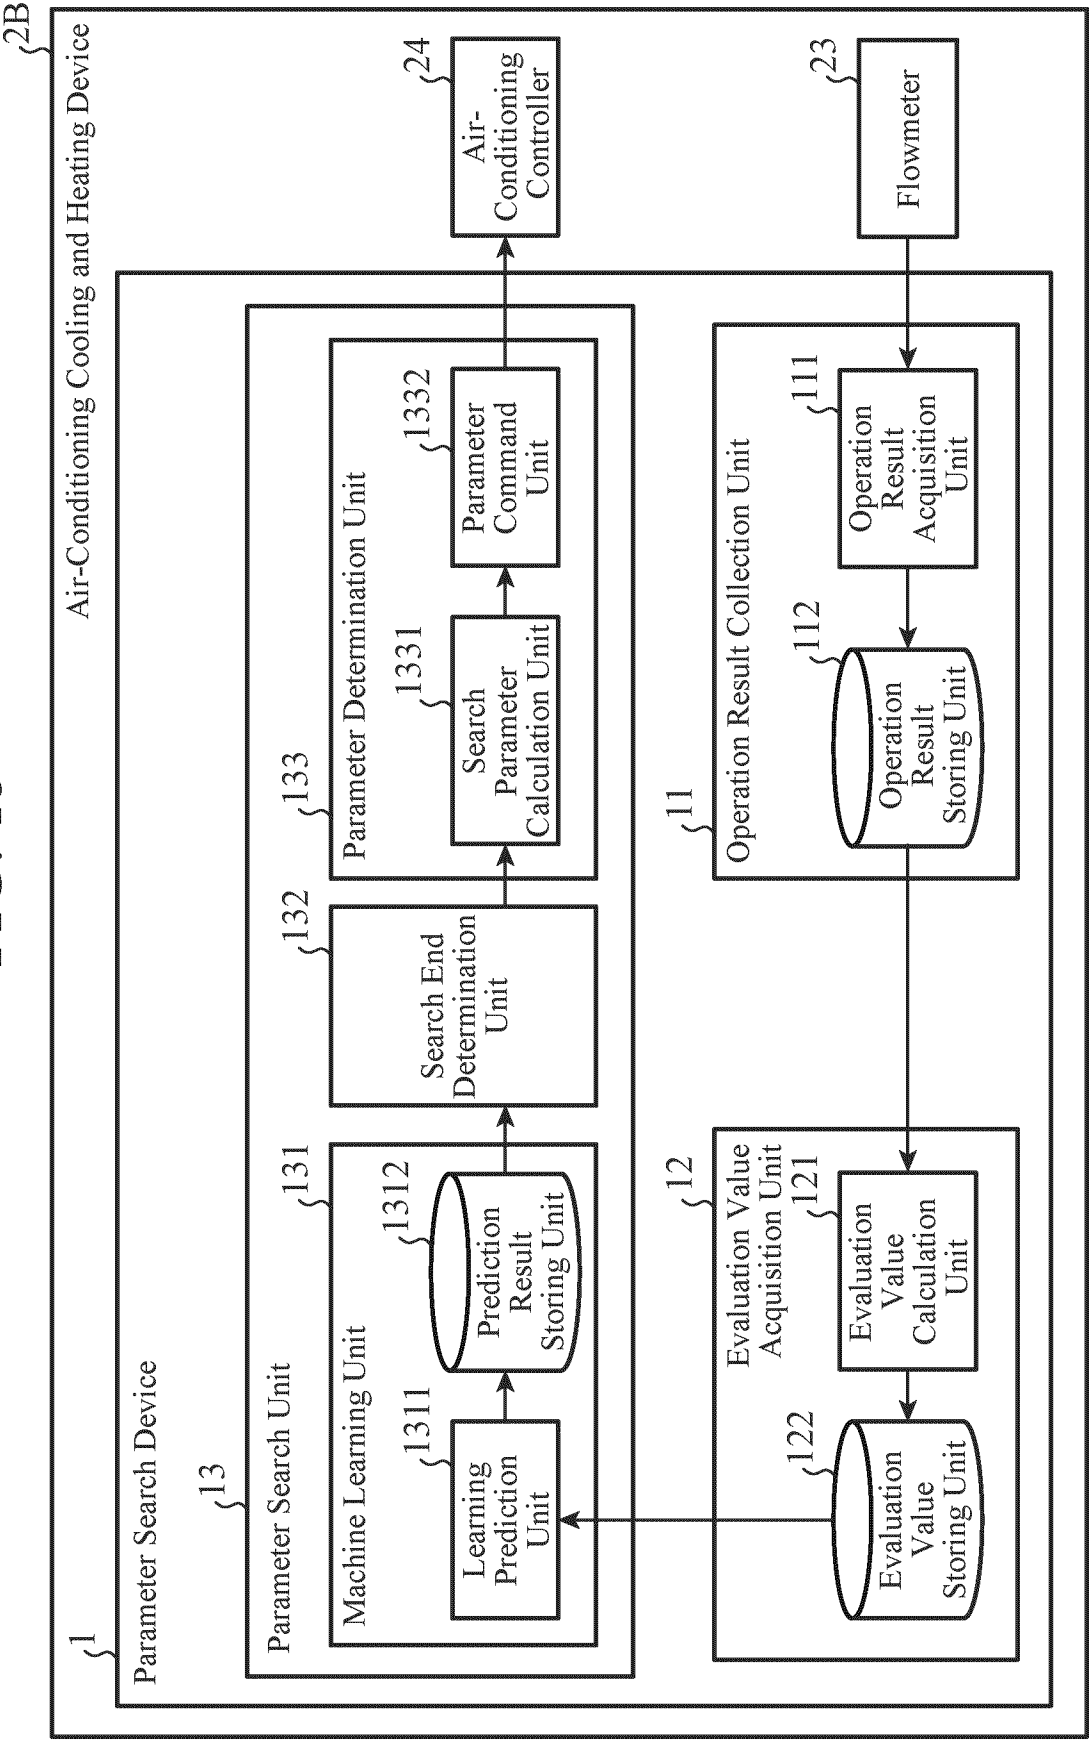 2B
Air-Conditioning Cooling and Heating Device
1
Parameter Search Device
13
Parameter Search Unit
131
Machine Learning Unit
1311
Learning
Prediction
Unit
1312
Prediction
Result
Storing Unit
132
Search End
Determination
Unit
133
Parameter Determination Unit
1331
Search
Parameter
Calculation Unit
1332
Parameter
Command
Unit
24
Air-
Conditioning
Controller
12
Evaluation Value
Acquisition Unit
122
Evaluation
Value
Storing Unit
121
Evaluation
Value
Calculation
Unit
11
Operation Result Collection Unit
112
Operation
Result
Storing Unit
111
Operation
Result
Acquisition
Unit
23
Flowmeter